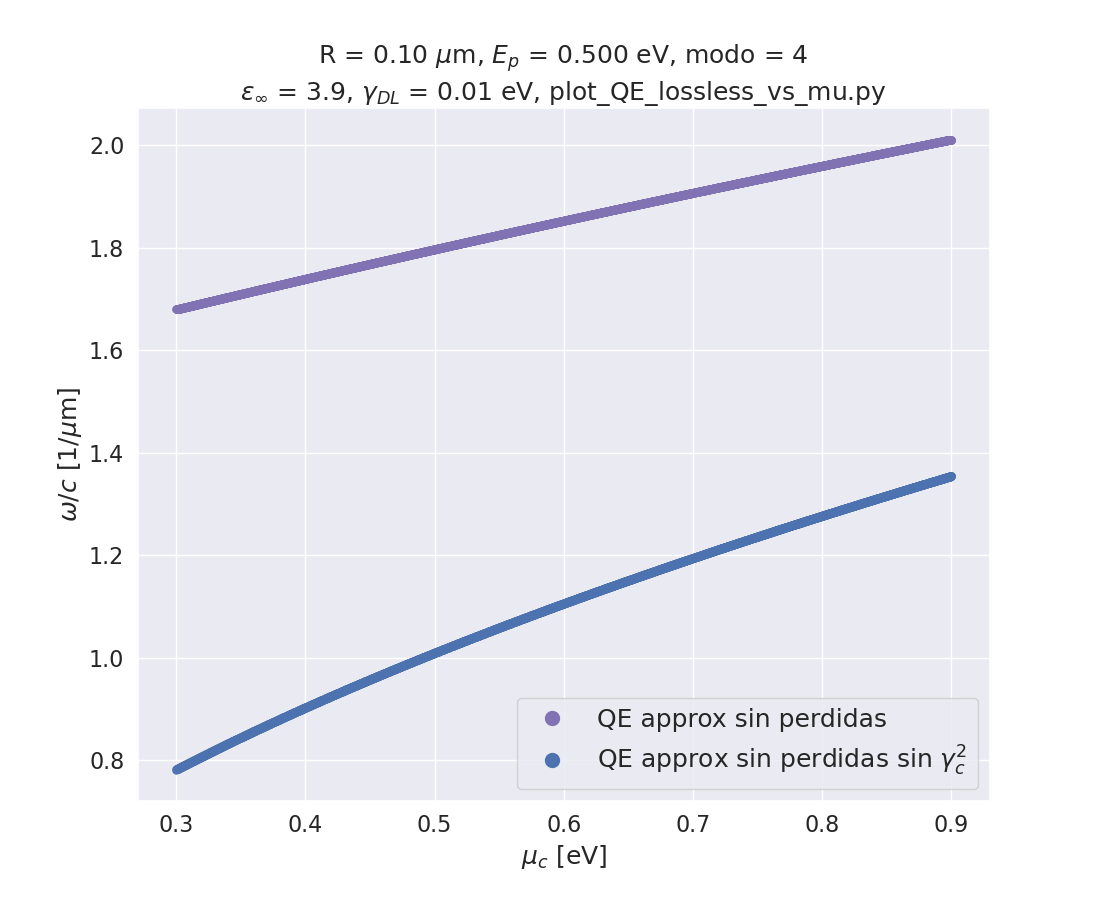 R = 0.10 μm, E_p = 0.500 eV, modo = 4
ε_∞ = 3.9, γ_DL = 0.01 eV, plot_QE_lossless_vs_mu.py
2.0
1.8
1.6
1.4
1.2
1.0
0.8
ω/c [1/μm]
QE approx sin perdidas
QE approx sin perdidas sin γ_c^2
0.3 0.4 0.5 0.6 0.7 0.8 0.9
μ_c [eV]